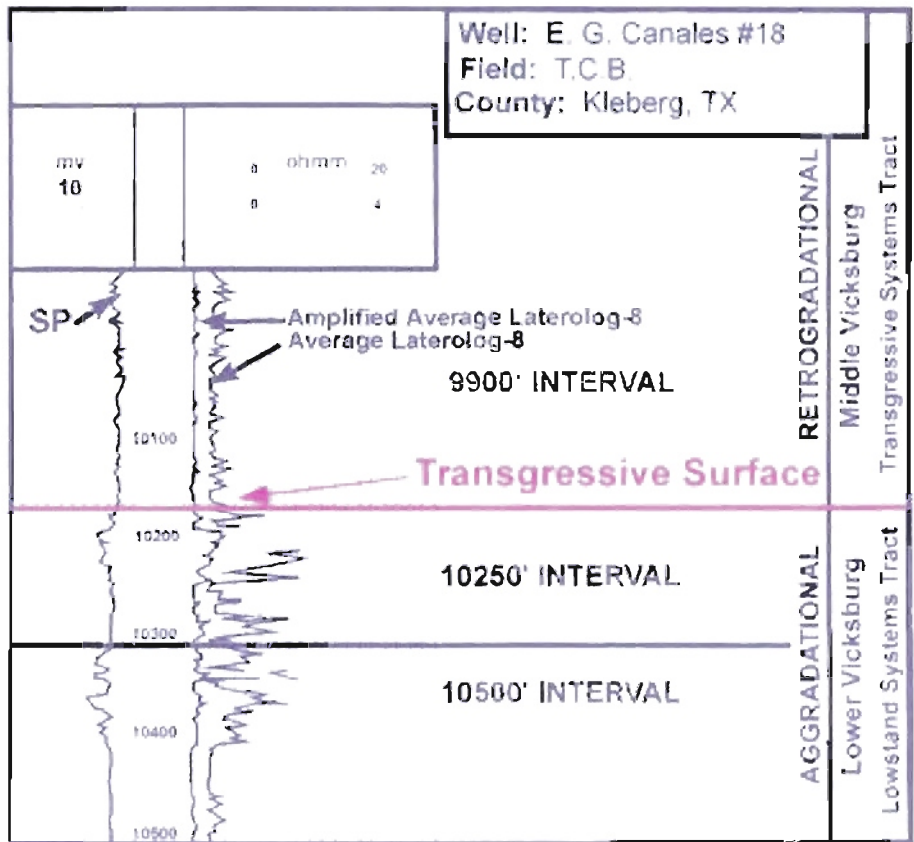 Well: E. G. Canales #18
Field: T.C.B.
County: Kleberg, TX
mv
10
0 ohmm 20
0 4
SP
Amplified Average Laterolog-8
Average Laterolog-8
9900' INTERVAL
10100
Transgressive Surface
10200
10250' INTERVAL
10300
10500' INTERVAL
10400
10500
RETROGRADATIONAL
Middle Vicksburg
Transgressive Systems Tract
AGGRADATIONAL
Lower Vicksburg
Lowstand Systems Tract